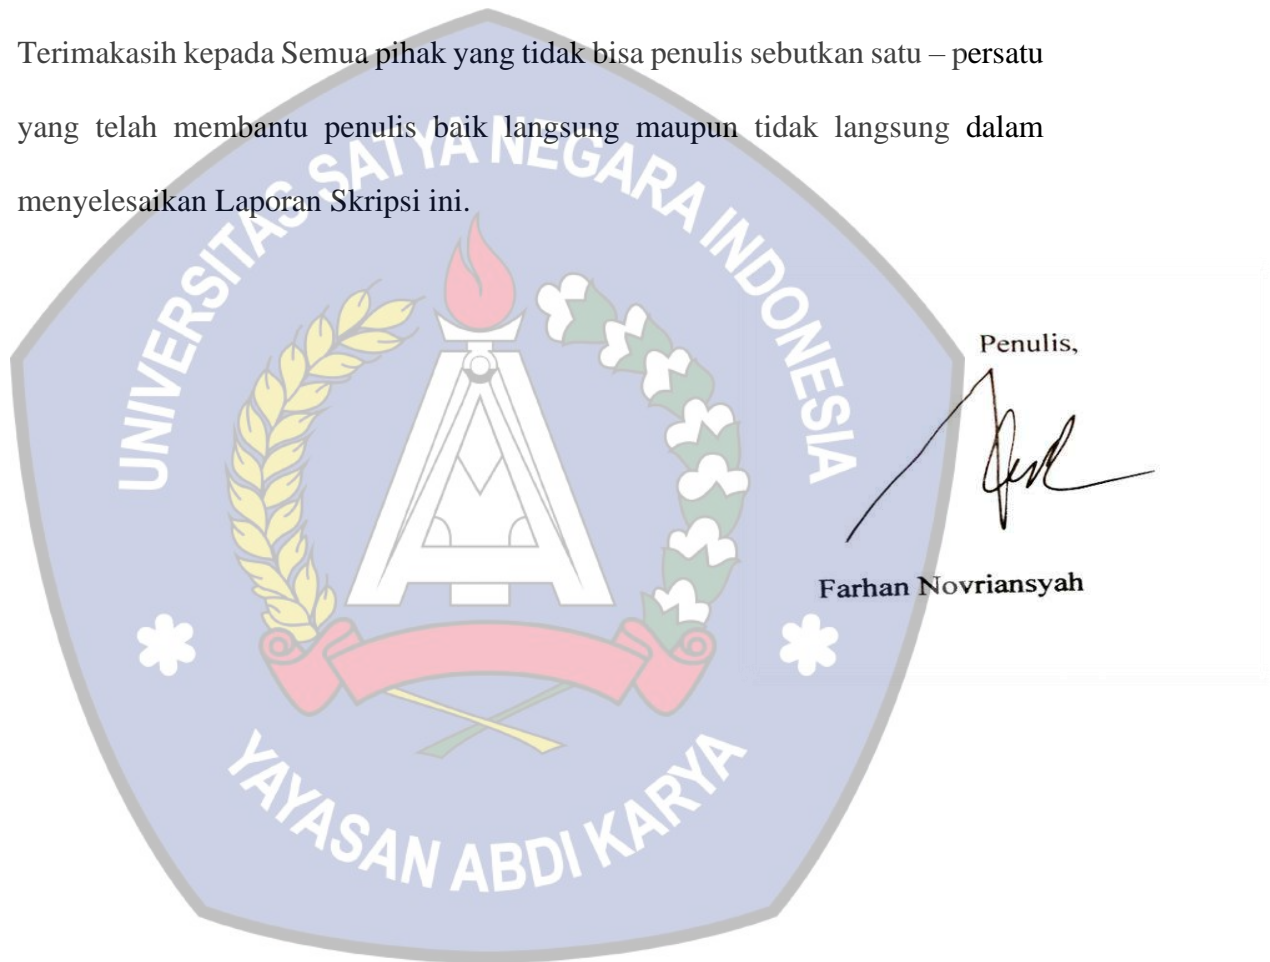 Terimakasih kepada Semua pihak yang tidak bisa penulis sebutkan satu – persatu
yang telah membantu penulis baik langsung maupun tidak langsung dalam
menyelesaikan Laporan Skripsi ini.
UNIVERSITAS SATYA NEGARA INDONESIA
Penulis,
Farhan Novriansyah
YAYASAN ABDI KARYA